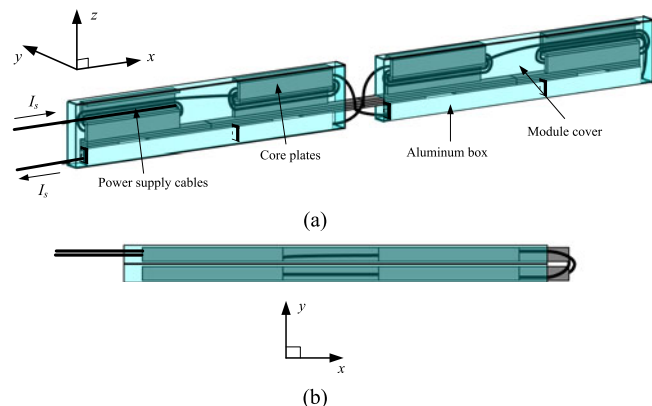 z
y
x
I_s
Module cover
Core plates
Aluminum box
Power supply cables
I_s
(a)
y
x
(b)